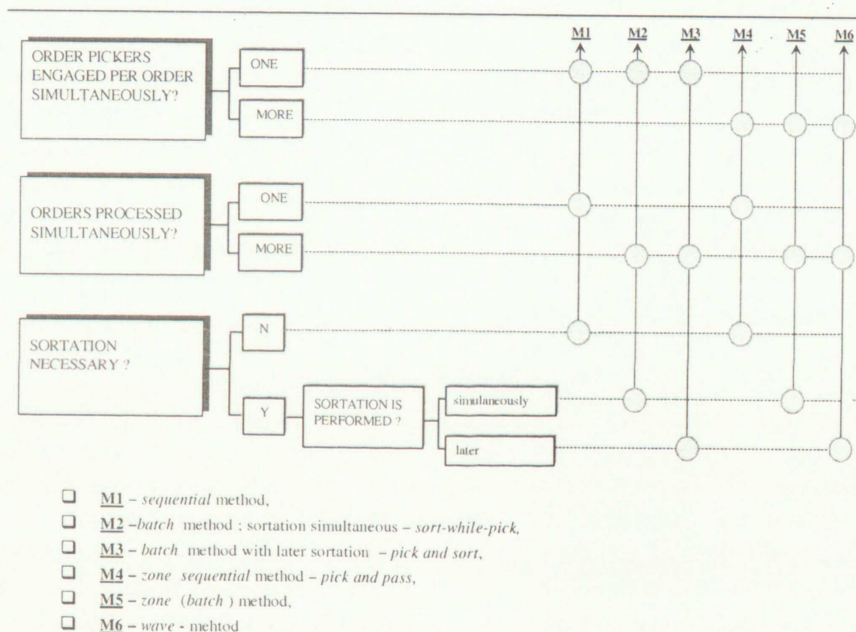 M1 M2 M3 M4 M5 M6
ORDER PICKERS
ENGAGED PER ORDER
SIMULTANEOUSLY?
ONE
MORE
ORDERS PROCESSED
SIMULTANEOUSLY?
ONE
MORE
SORTATION
NECESSARY ?
N
Y
SORTATION IS
PERFORMED ?
simultaneously
later
M1 – sequential method,
M2 –batch method ; sortation simultaneous – sort-while-pick,
M3 – batch method with later sortation – pick and sort,
M4 – zone sequential method – pick and pass,
M5 – zone (batch ) method,
M6 – wave - mehtod